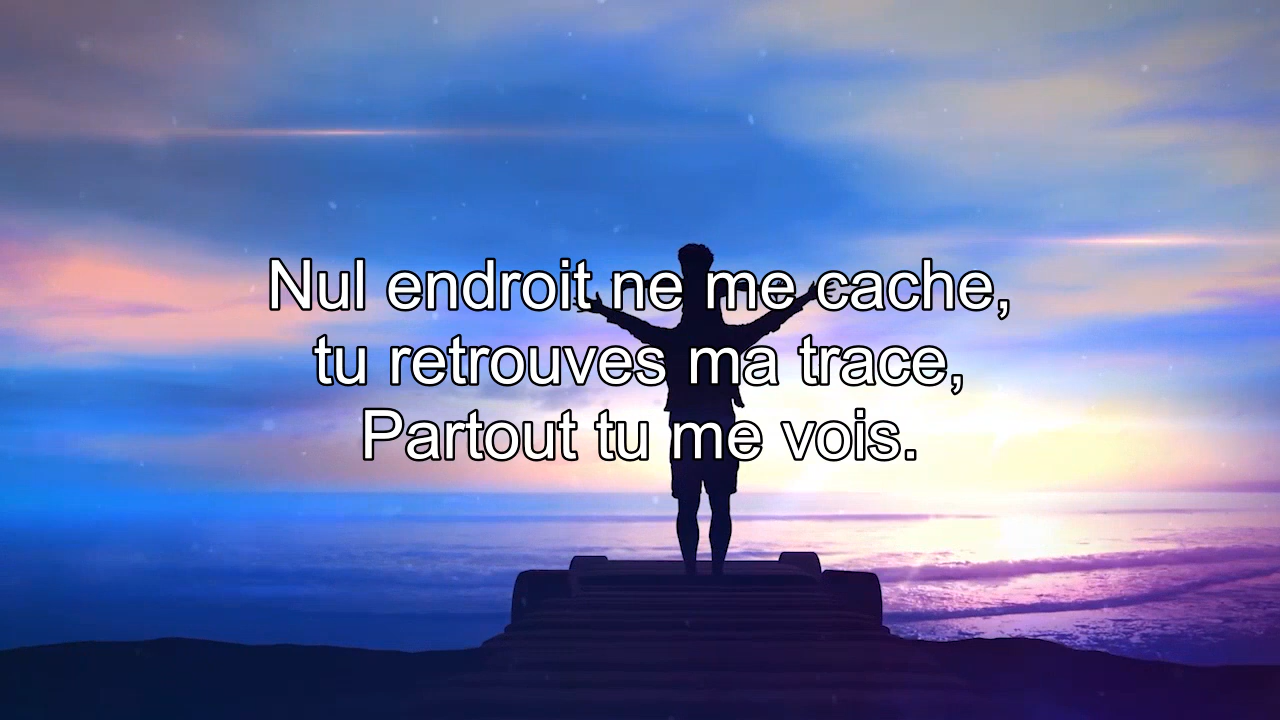 Nul endroit ne me cache,
tu retrouves ma trace,
Partout tu me vois.